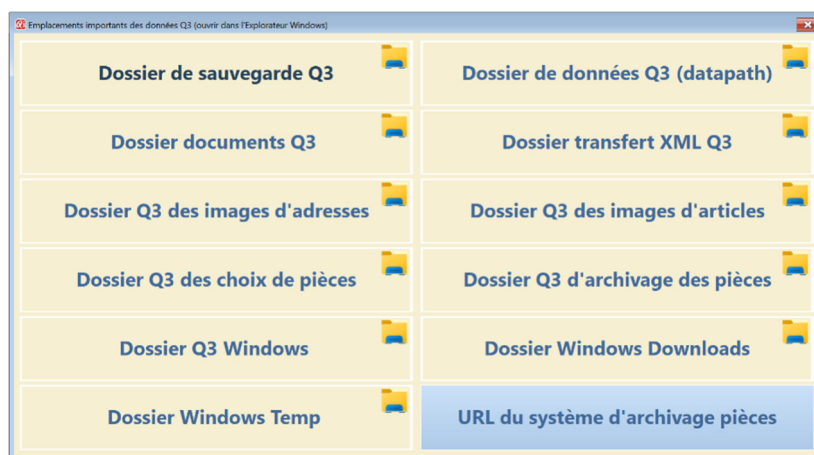 Emplacements importants des données Q3 (ouvrir dans l'Explorateur Windows)
Dossier de sauvegarde Q3
Dossier de données Q3 (datapath)
Dossier documents Q3
Dossier transfert XML Q3
Dossier Q3 des images d'adresses
Dossier Q3 des images d'articles
Dossier Q3 des choix de pièces
Dossier Q3 d'archivage des pièces
Dossier Q3 Windows
Dossier Windows Downloads
Dossier Windows Temp
URL du système d'archivage pièces